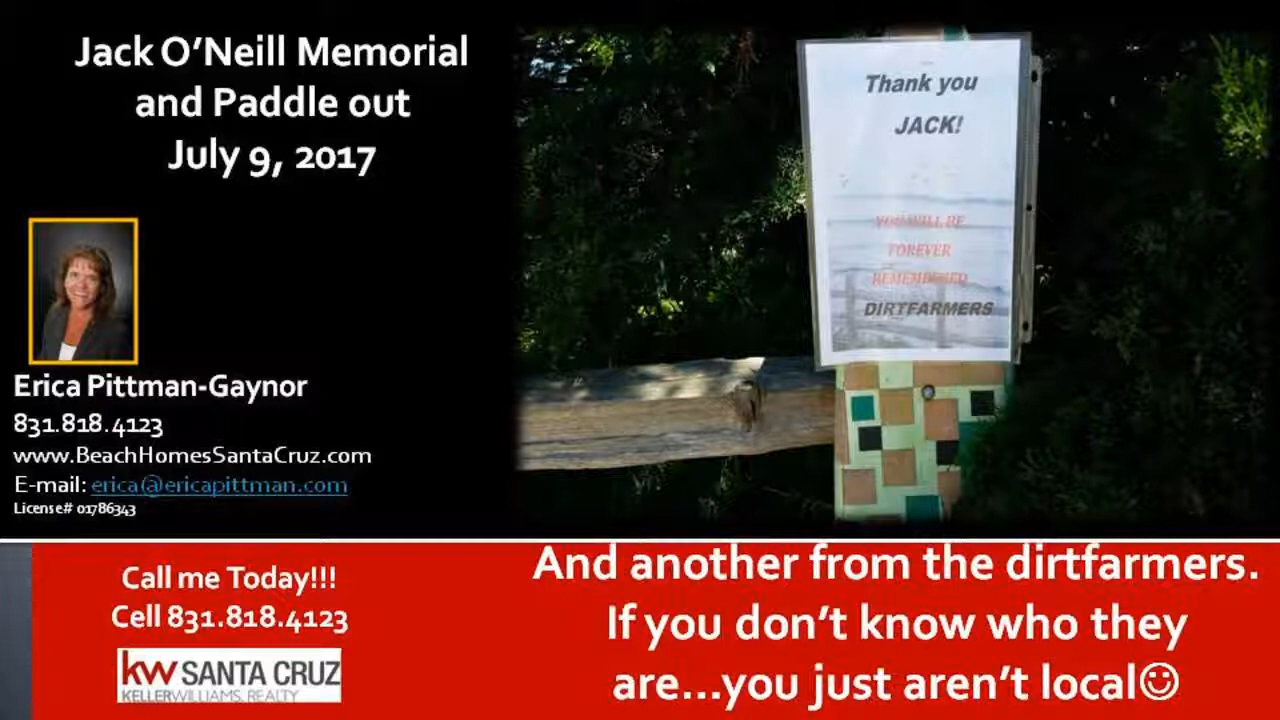 Jack O’Neill Memorial
and Paddle out
July 9, 2017
Thank you
JACK!
YOU WILL BE
FOREVER
REMEMBERED
DIRTFARMERS
Erica Pittman-Gaynor
831.818.4123
www.BeachHomesSantaCruz.com
E-mail: erica@ericapittman.com
License# 01786343
Call me Today!!!
Cell 831.818.4123
kw SANTA CRUZ
KELLERWILLIAMS. REALTY
And another from the dirtfarmers.
If you don’t know who they
are...you just aren’t local☺